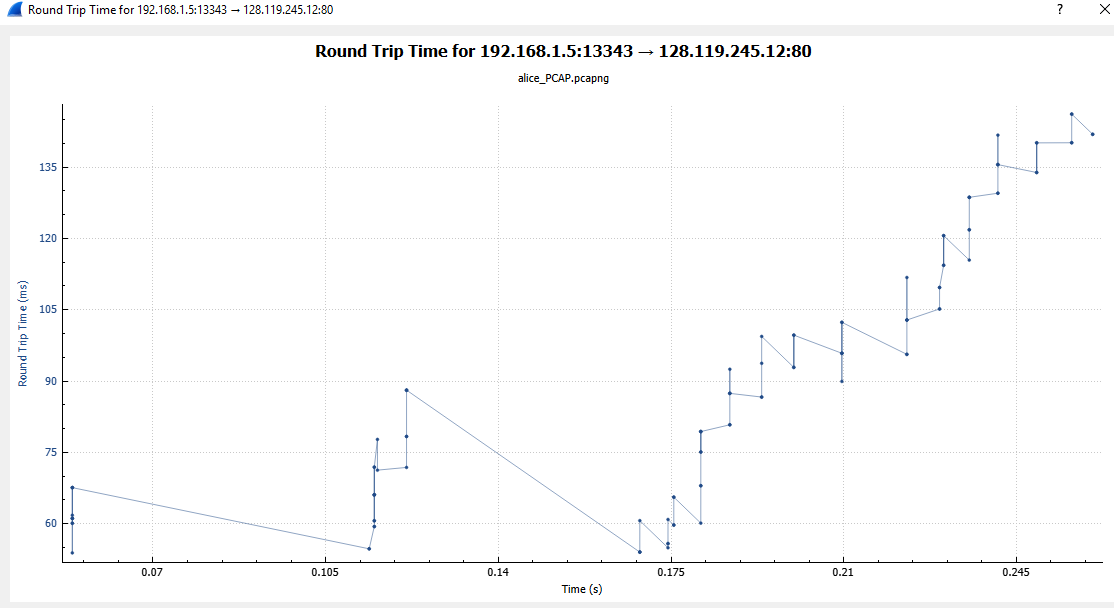 Round Trip Time for 192.168.1.5:13343 → 128.119.245.12:80
?
Round Trip Time for 192.168.1.5:13343 → 128.119.245.12:80
alice_PCAP.pcapng
135
120
105
90
75
60
Round Trip Time (ms)
0.07 0.105 0.14 0.175 0.21 0.245
Time (s)